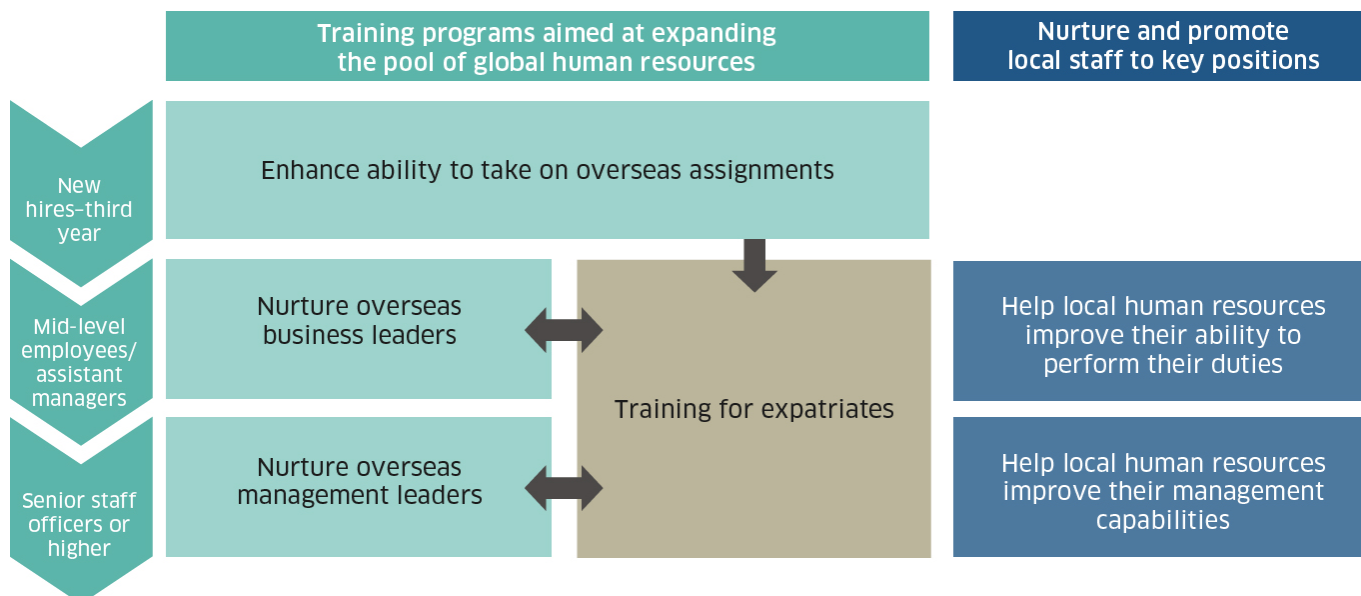 Training programs aimed at expanding
the pool of global human resources
Nurture and promote
local staff to key positions
New
hires–third
year
Enhance ability to take on overseas assignments
Mid-level
employees/
assistant
managers
Nurture overseas
business leaders
Training for expatriates
Help local human resources
improve their ability to
perform their duties
Senior staff
officers or
higher
Nurture overseas
management leaders
Help local human resources
improve their management
capabilities